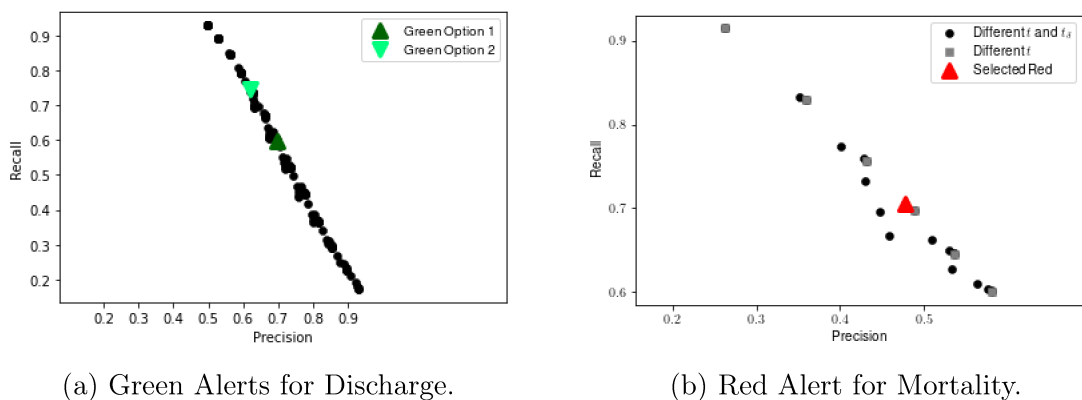 0.9
0.8
0.7
0.6
0.5
0.4
0.3
0.2
Recall
0.2 0.3 0.4 0.5 0.6 0.7 0.8 0.9
Precision
Green Option 1
Green Option 2
(a) Green Alerts for Discharge.
0.9
0.8
0.7
0.6
Recall
0.2 0.3 0.4 0.5
Precision
Different t and t_δ
Different t
Selected Red
(b) Red Alert for Mortality.